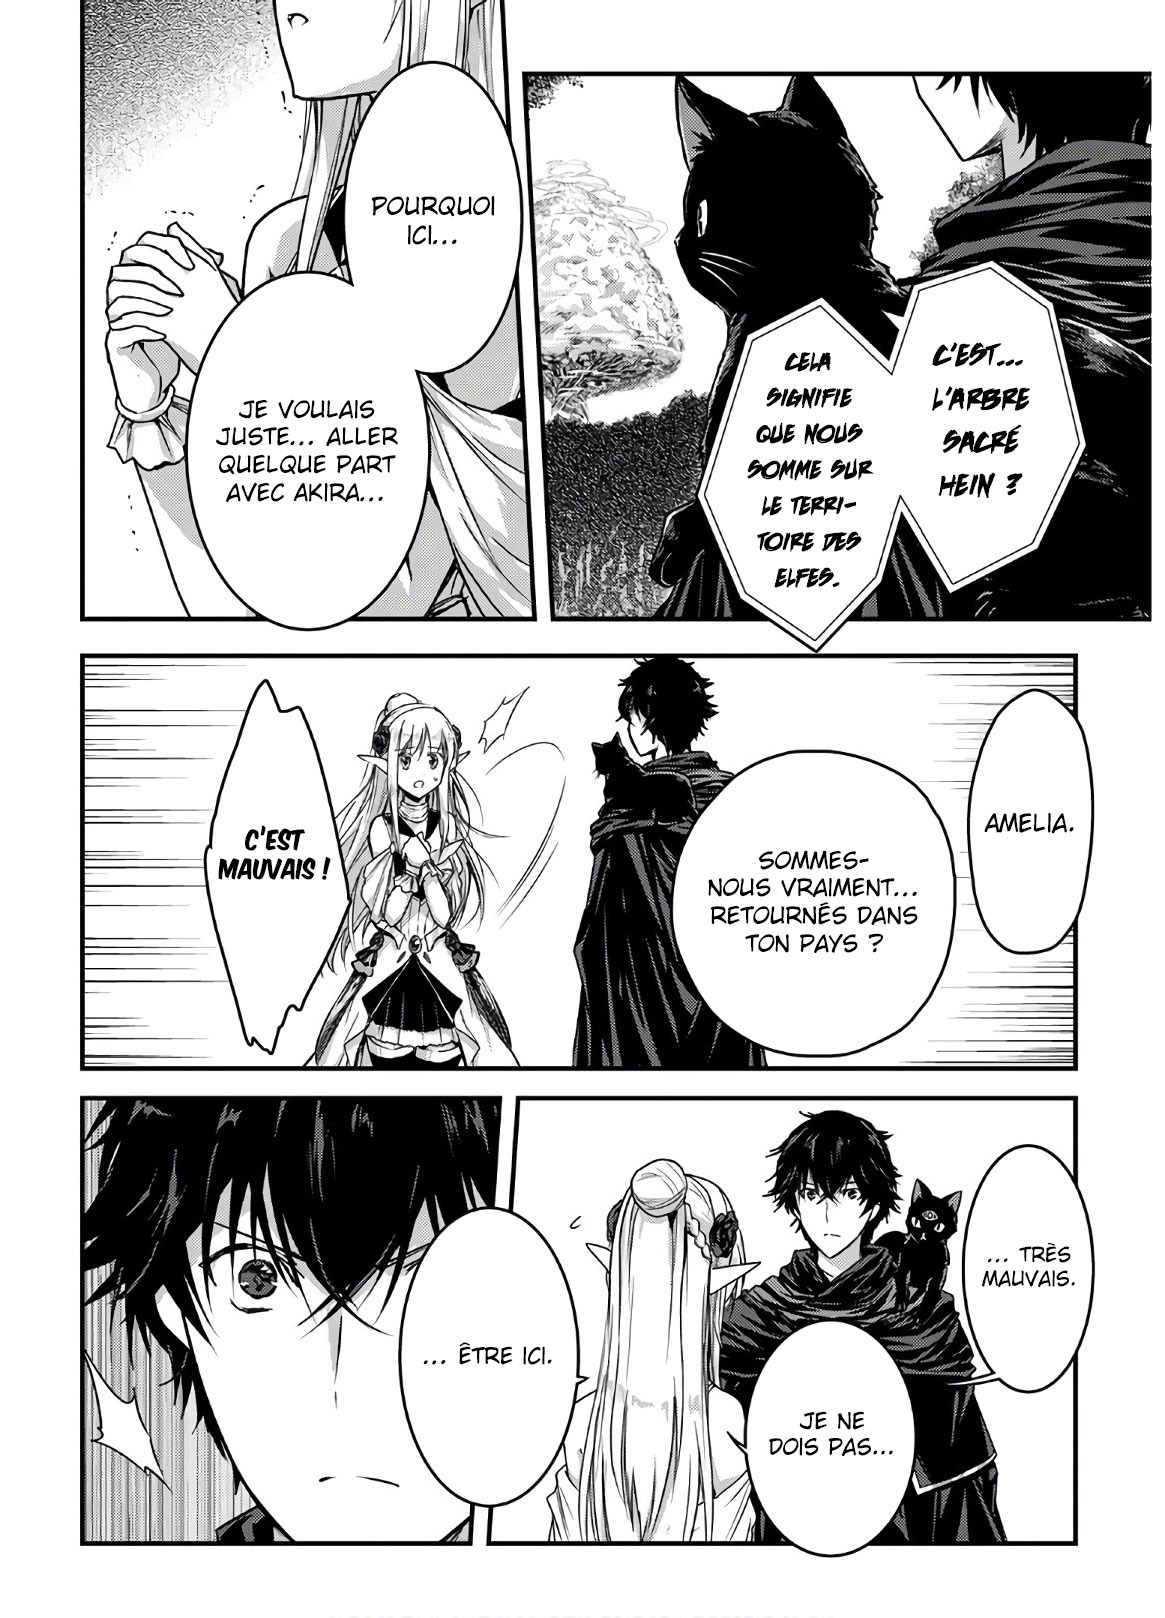 C'EST...
L'ARBRE
SACRÉ
HEIN ?
CELA
SIGNIFIE
QUE NOUS
SOMME SUR
LE TERRI-
TOIRE DES
ELFES.
POURQUOI
ICI...
JE VOULAIS
JUSTE... ALLER
QUELQUE PART
AVEC AKIRA...
AMELIA.
SOMMES-
NOUS VRAIMENT...
RETOURNÉS DANS
TON PAYS ?
C'EST
MAUVAIS !
... TRÈS
MAUVAIS.
JE NE
DOIS PAS...
... ÊTRE ICI.